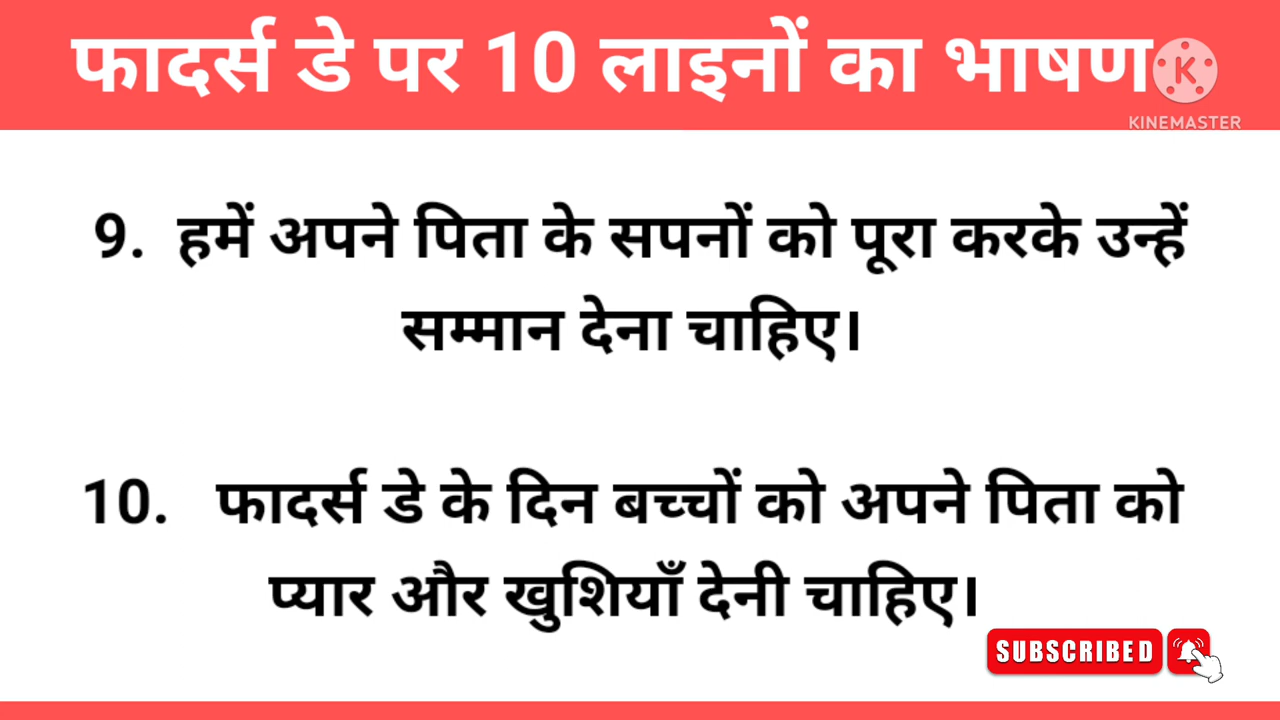 फादर्स डे पर 10 लाइनों का भाषण
K
KINEMASTER
9. हमें अपने पिता के सपनों को पूरा करके उन्हें
सम्मान देना चाहिए।
10. फादर्स डे के दिन बच्चों को अपने पिता को
प्यार और खुशियाँ देनी चाहिए।
SUBSCRIBED